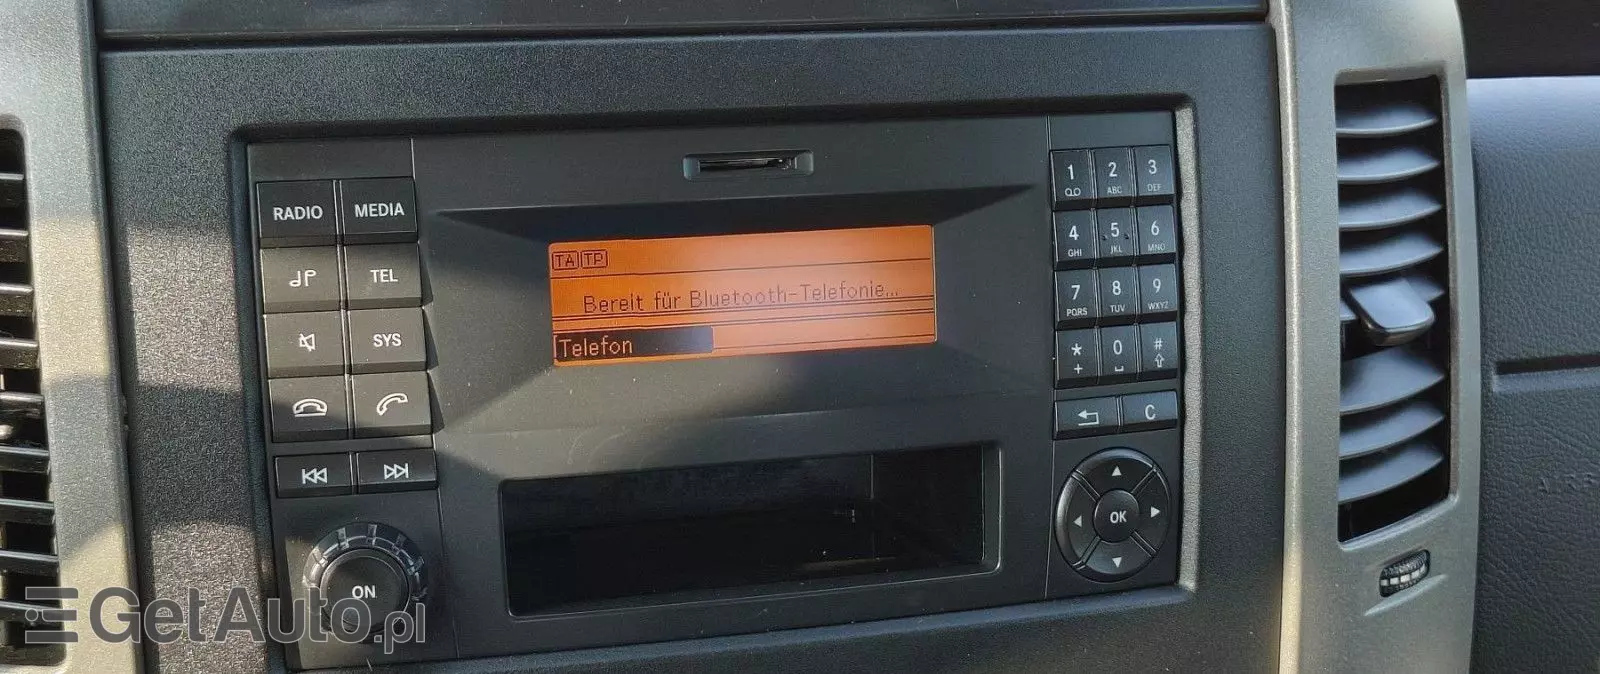 RADIO MEDIA
TEL
SYS
ON
TA TP
Bereit für Bluetooth-Telefonie...
Telefon
1 2 ABC 3 DEF
4 GHI 5 JKL 6 MNO
7 PQRS 8 TUV 9 WXYZ
* + 0 #
C
OK
GetAuto.pl